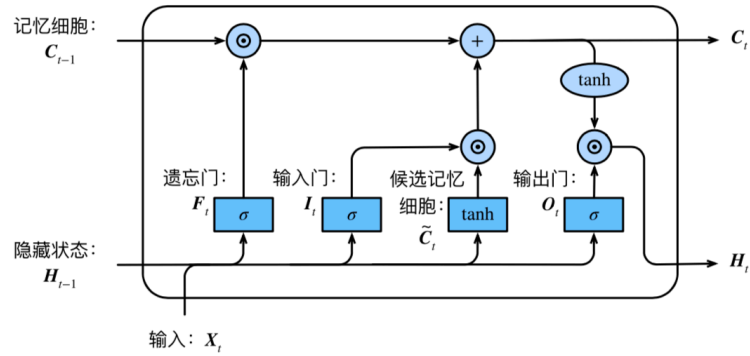 记忆细胞：
C_{t-1}
⊙
+
C_t
tanh
⊙
⊙
遗忘门：
F_t
σ
输入门：
I_t
σ
候选记忆
细胞：
C̃_t
tanh
输出门：
O_t
σ
隐藏状态：
H_{t-1}
H_t
输入：X_t